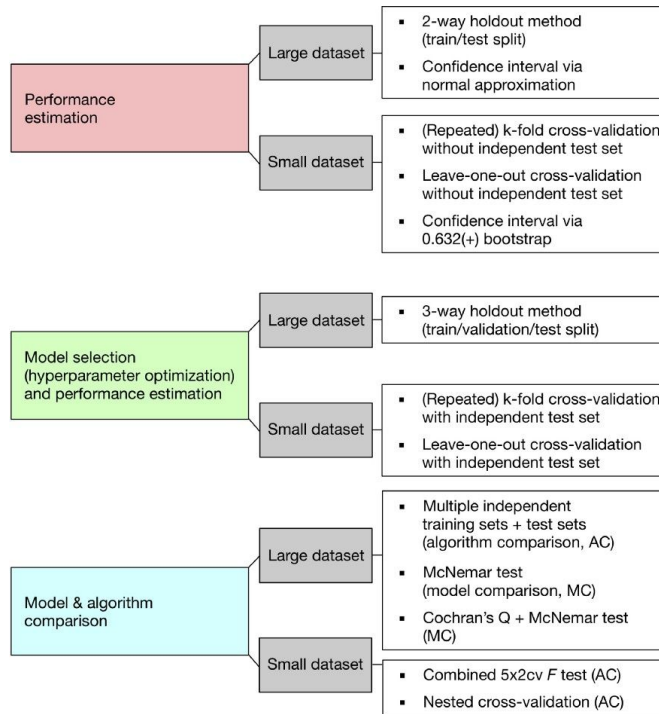 Performance
estimation
Large dataset
▪ 2-way holdout method
(train/test split)
▪ Confidence interval via
normal approximation
Small dataset
▪ (Repeated) k-fold cross-validation
without independent test set
▪ Leave-one-out cross-validation
without independent test set
▪ Confidence interval via
0.632(+) bootstrap
Model selection
(hyperparameter optimization)
and performance estimation
Large dataset
▪ 3-way holdout method
(train/validation/test split)
Small dataset
▪ (Repeated) k-fold cross-validation
with independent test set
▪ Leave-one-out cross-validation
with independent test set
Model & algorithm
comparison
Large dataset
▪ Multiple independent
training sets + test sets
(algorithm comparison, AC)
▪ McNemar test
(model comparison, MC)
▪ Cochran's Q + McNemar test
(MC)
Small dataset
▪ Combined 5x2cv F test (AC)
▪ Nested cross-validation (AC)